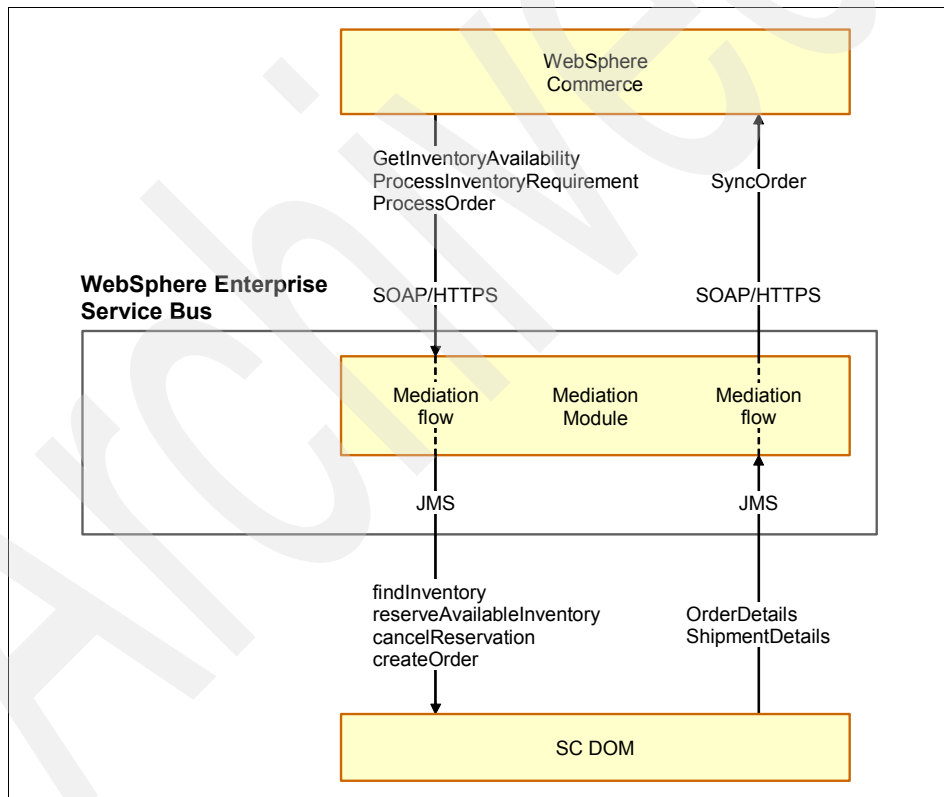 WebSphere
Commerce
GetInventoryAvailability
ProcessInventoryRequirement
ProcessOrder
SyncOrder
WebSphere Enterprise
Service Bus
SOAP/HTTPS
SOAP/HTTPS
Mediation
flow
Mediation
Module
Mediation
flow
JMS
JMS
findInventory
reserveAvailableInventory
cancelReservation
createOrder
OrderDetails
ShipmentDetails
SC DOM
Archived